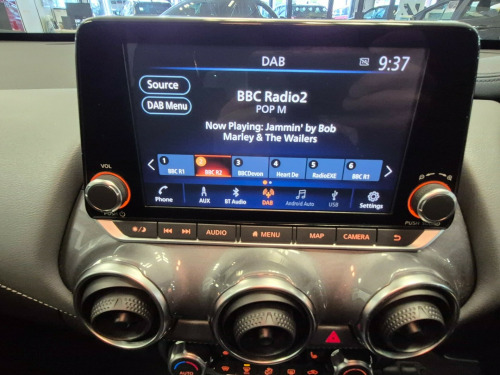 DAB
9:37
Source
DAB Menu
BBC Radio2
POP M
Now Playing: Jammin' by Bob
Marley & The Wailers
1 2 3 4 5 6
BBC R1 BBC R2 BBCDevon Heart De RadioEXE BBC R1
Phone AUX BT Audio DAB Android Auto USB Settings
VOL
PUSH
PUSH
AUDIO MENU MAP CAMERA
AUTO